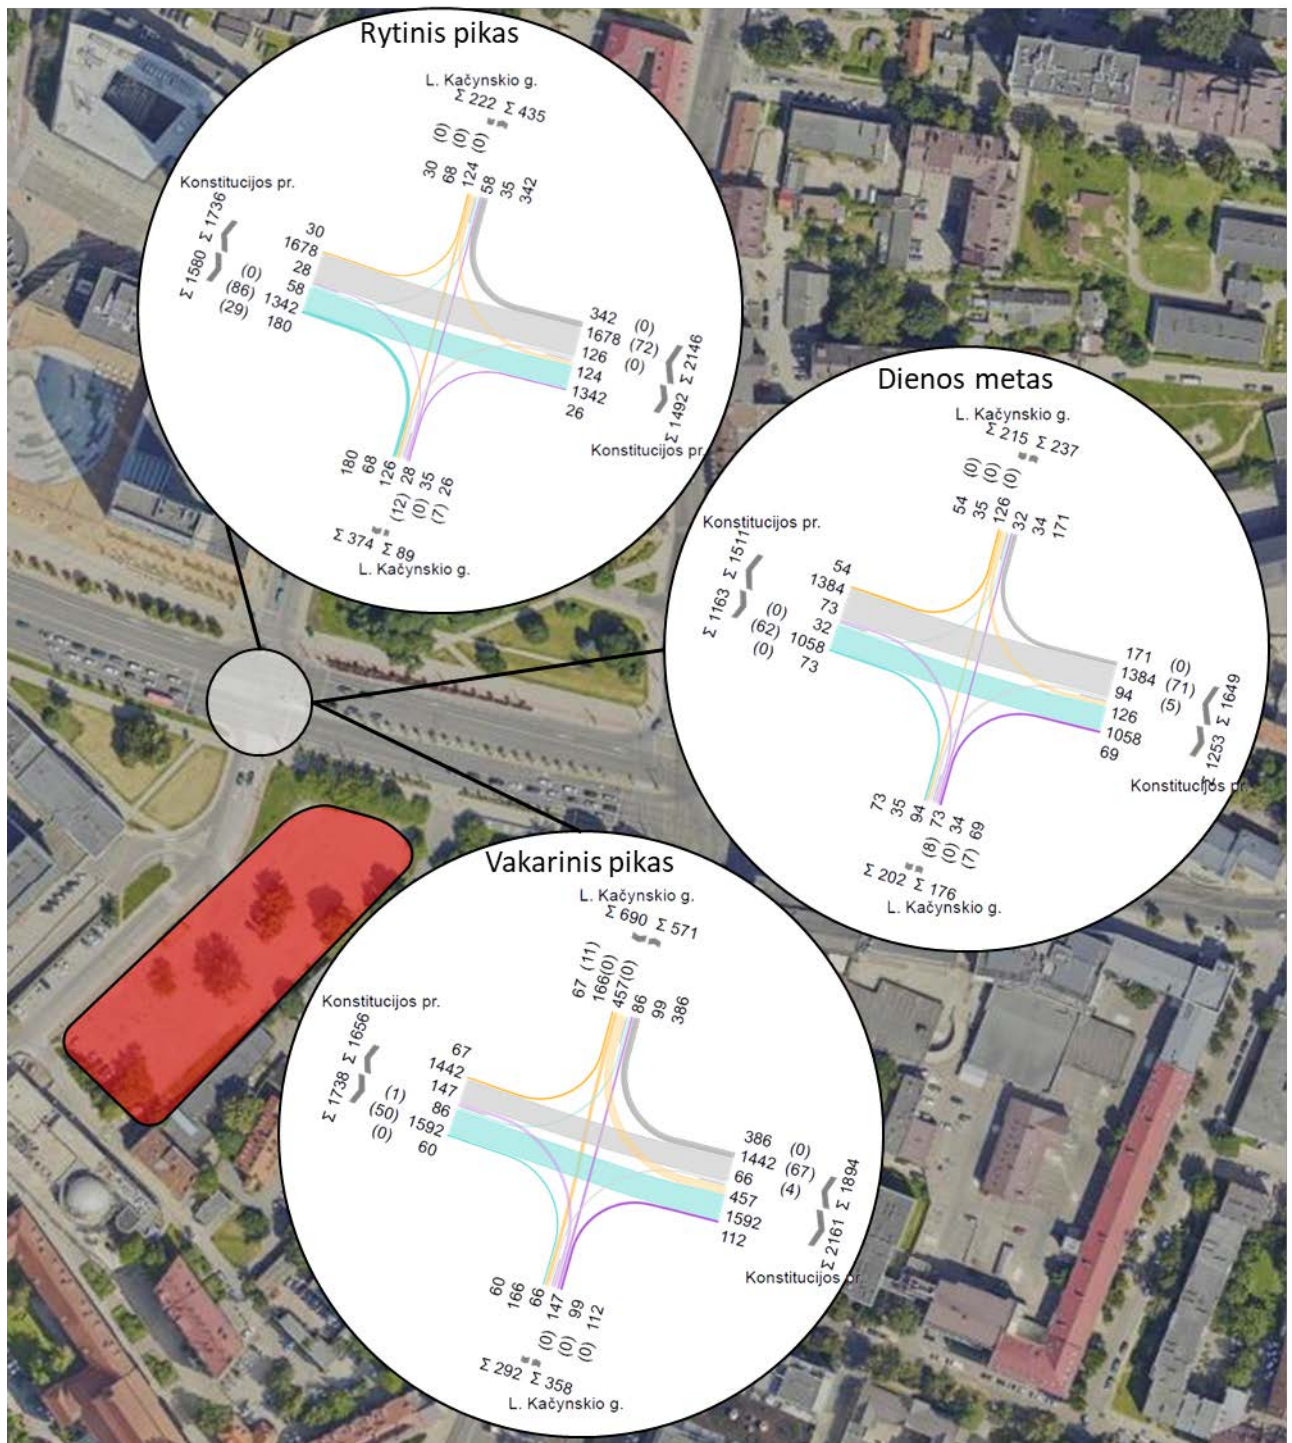 Rytinis pikas
L. Kačynskio g.
Σ 222 Σ 435
(0) (0) (0)
30 68 124 58 35 342
Konstitucijos pr.
Σ 1580 Σ 1736
30
1678
28
(0) 58
(86) 1342
(29) 180
342 (0)
1678 (72)
126 (0)
124
1342
26
Σ 1492 Σ 2146
Konstitucijos pr.
180 68 126 28 35 26
(12) (0) (7)
Σ 374 Σ 89
L. Kačynskio g.
Dienos metas
L. Kačynskio g.
Σ 215 Σ 237
(0) (0) (0)
54 35 126 32 34 171
Konstitucijos pr.
Σ 1163 Σ 1511
54
1384
73
(0) 32
(62) 1058
(0) 73
171 (0)
1384 (71)
94 (5)
126
1058
69
Σ 1253 Σ 1649
Konstitucijos pr.
73 35 94 73 34 69
(8) (0) (7)
Σ 202 Σ 176
L. Kačynskio g.
Vakarinis pikas
L. Kačynskio g.
Σ 690 Σ 571
67 (11) 166(0) 457(0) 86 99 386
Konstitucijos pr.
Σ 1738 Σ 1656
67
1442
147
(1) 86
(50) 1592
(0) 60
386 (0)
1442 (67)
66 (4)
457
1592
112
Σ 2161 Σ 1894
Konstitucijos pr.
60 166 66 147 99 112
(0) (0) (0)
Σ 292 Σ 358
L. Kačynskio g.